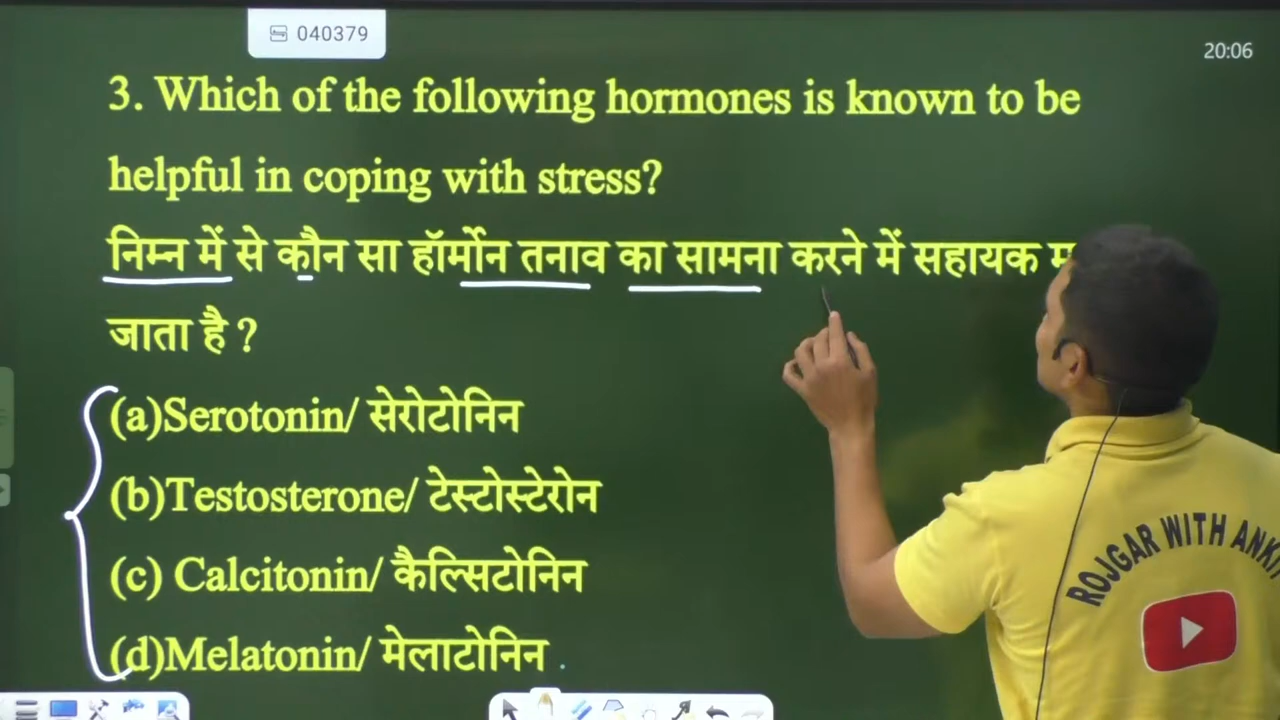 040379
20:06
3. Which of the following hormones is known to be
helpful in coping with stress?
निम्न में से कौन सा हॉर्मोन तनाव का सामना करने में सहायक
जाता है ?
(a)Serotonin/ सेरोटोनिन
(b)Testosterone/ टेस्टोस्टेरोन
(c) Calcitonin/ कैल्सिटोनिन
(d)Melatonin/ मेलाटोनिन
ROJGAR WITH ANKIT